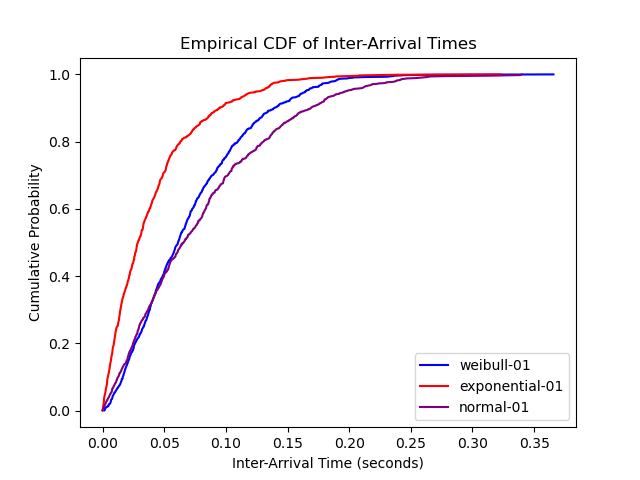 Empirical CDF of Inter-Arrival Times
Cumulative Probability
1.0
0.8
0.6
0.4
0.2
0.0
0.00 0.05 0.10 0.15 0.20 0.25 0.30 0.35
Inter-Arrival Time (seconds)
weibull-01
exponential-01
normal-01